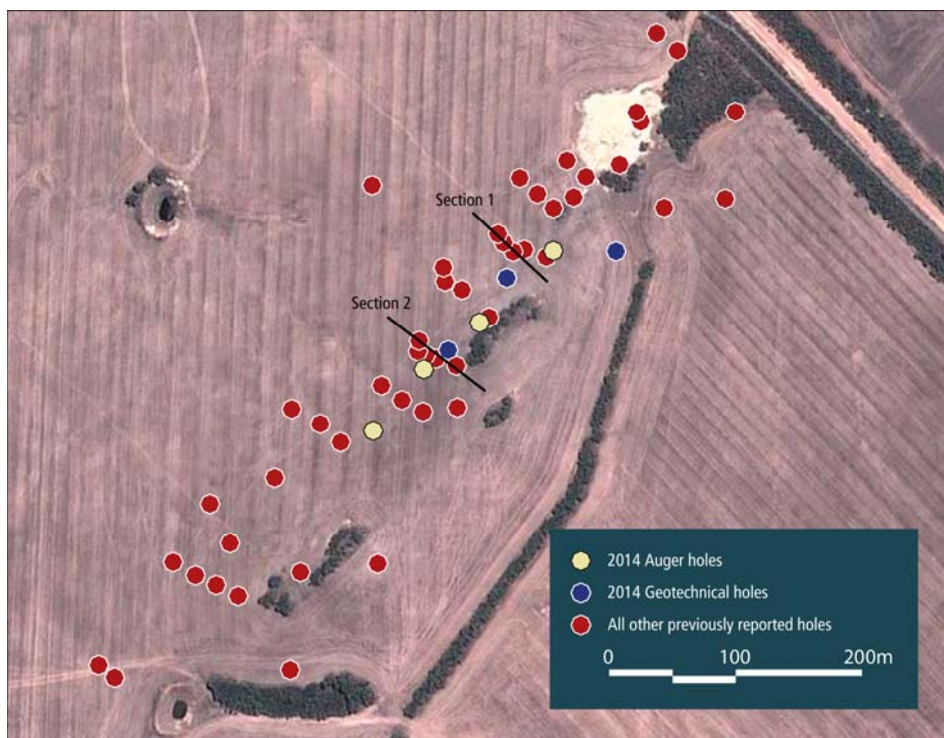 Section 1
Section 2
2014 Auger holes
2014 Geotechnical holes
All other previously reported holes
0 100 200m